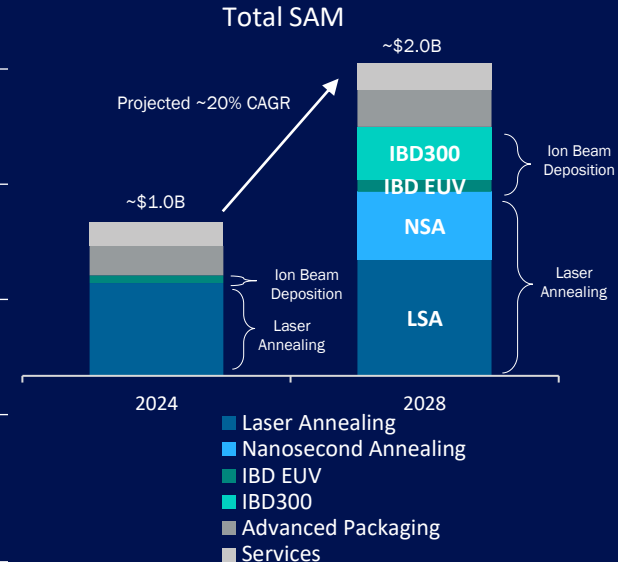 Total SAM
~$2.0B
Projected ~20% CAGR
~$1.0B
IBD300
IBD EUV
Ion Beam
Deposition
NSA
Ion Beam
Deposition
Laser
Annealing
Laser
Annealing
LSA
2024
2028
Laser Annealing
Nanosecond Annealing
IBD EUV
IBD300
Advanced Packaging
Services